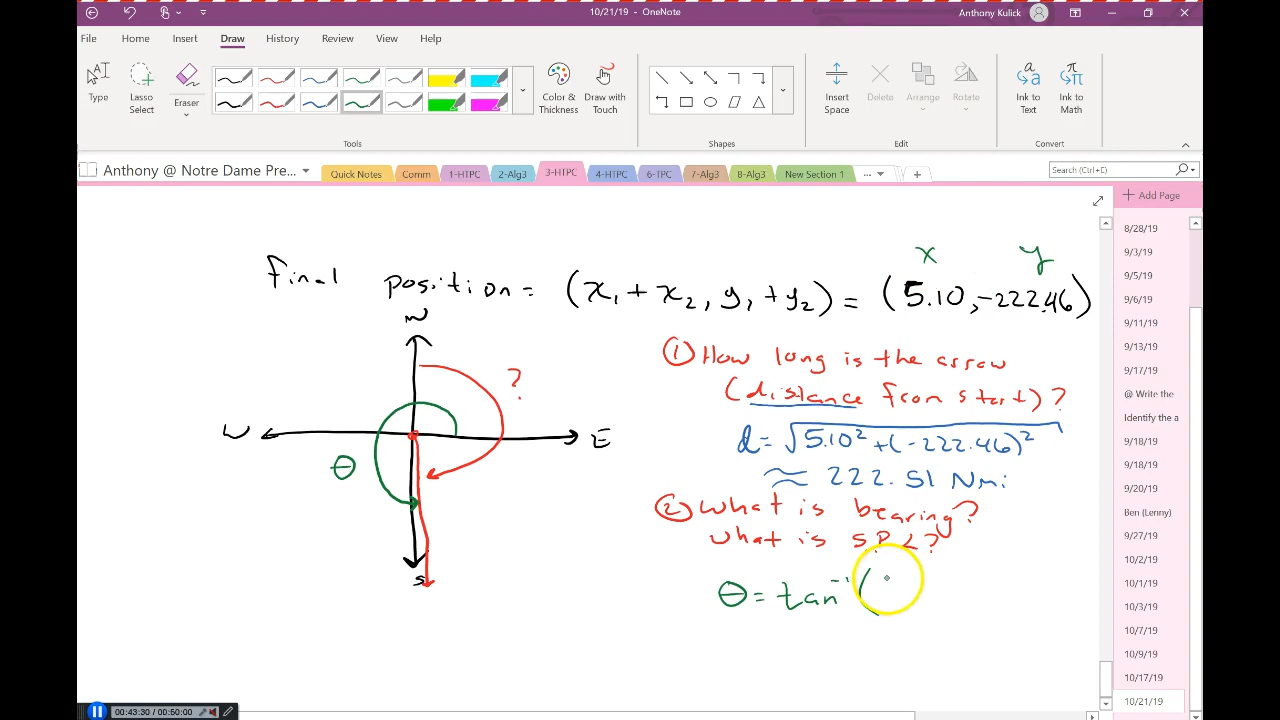 10/21/19 - OneNote
Anthony Kulick
File Home Insert Draw History Review View Help
Type
Lasso Select
Eraser
Color & Thickness
Draw with Touch
Insert Space
Delete
Arrange
Rotate
Ink to Text
Ink to Math
Tools
Shapes
Edit
Convert
Anthony @ Notre Dame Pre...
Quick Notes Comm 1-HTPC 2-Alg3 3-HTPC 4-HTPC 6-TPC 7-Alg3 8-Alg3 New Section 1 ... +
Search (Ctrl+E)
Add Page
8/28/19
9/3/19
9/5/19
9/6/19
9/11/19
9/13/19
9/17/19
@ Write the
Identify the a
9/18/19
9/18/19
9/20/19
Ben (Lenny)
9/27/19
10/2/19
10/1/19
10/3/19
10/7/19
10/9/19
10/17/19
10/21/19
x y
Final position = (x₁ + x₂, y₁ + y₂) = (5.10, -222.46)
N
W
E
S
?
θ
① How long is the arrow
(distance from start)?
d = √5.10² + (-222.46)²
≈ 222.51 Nmi
② What is bearing?
what is S.P.∠?
θ = tan⁻¹(
00:43:30 / 00:50:00